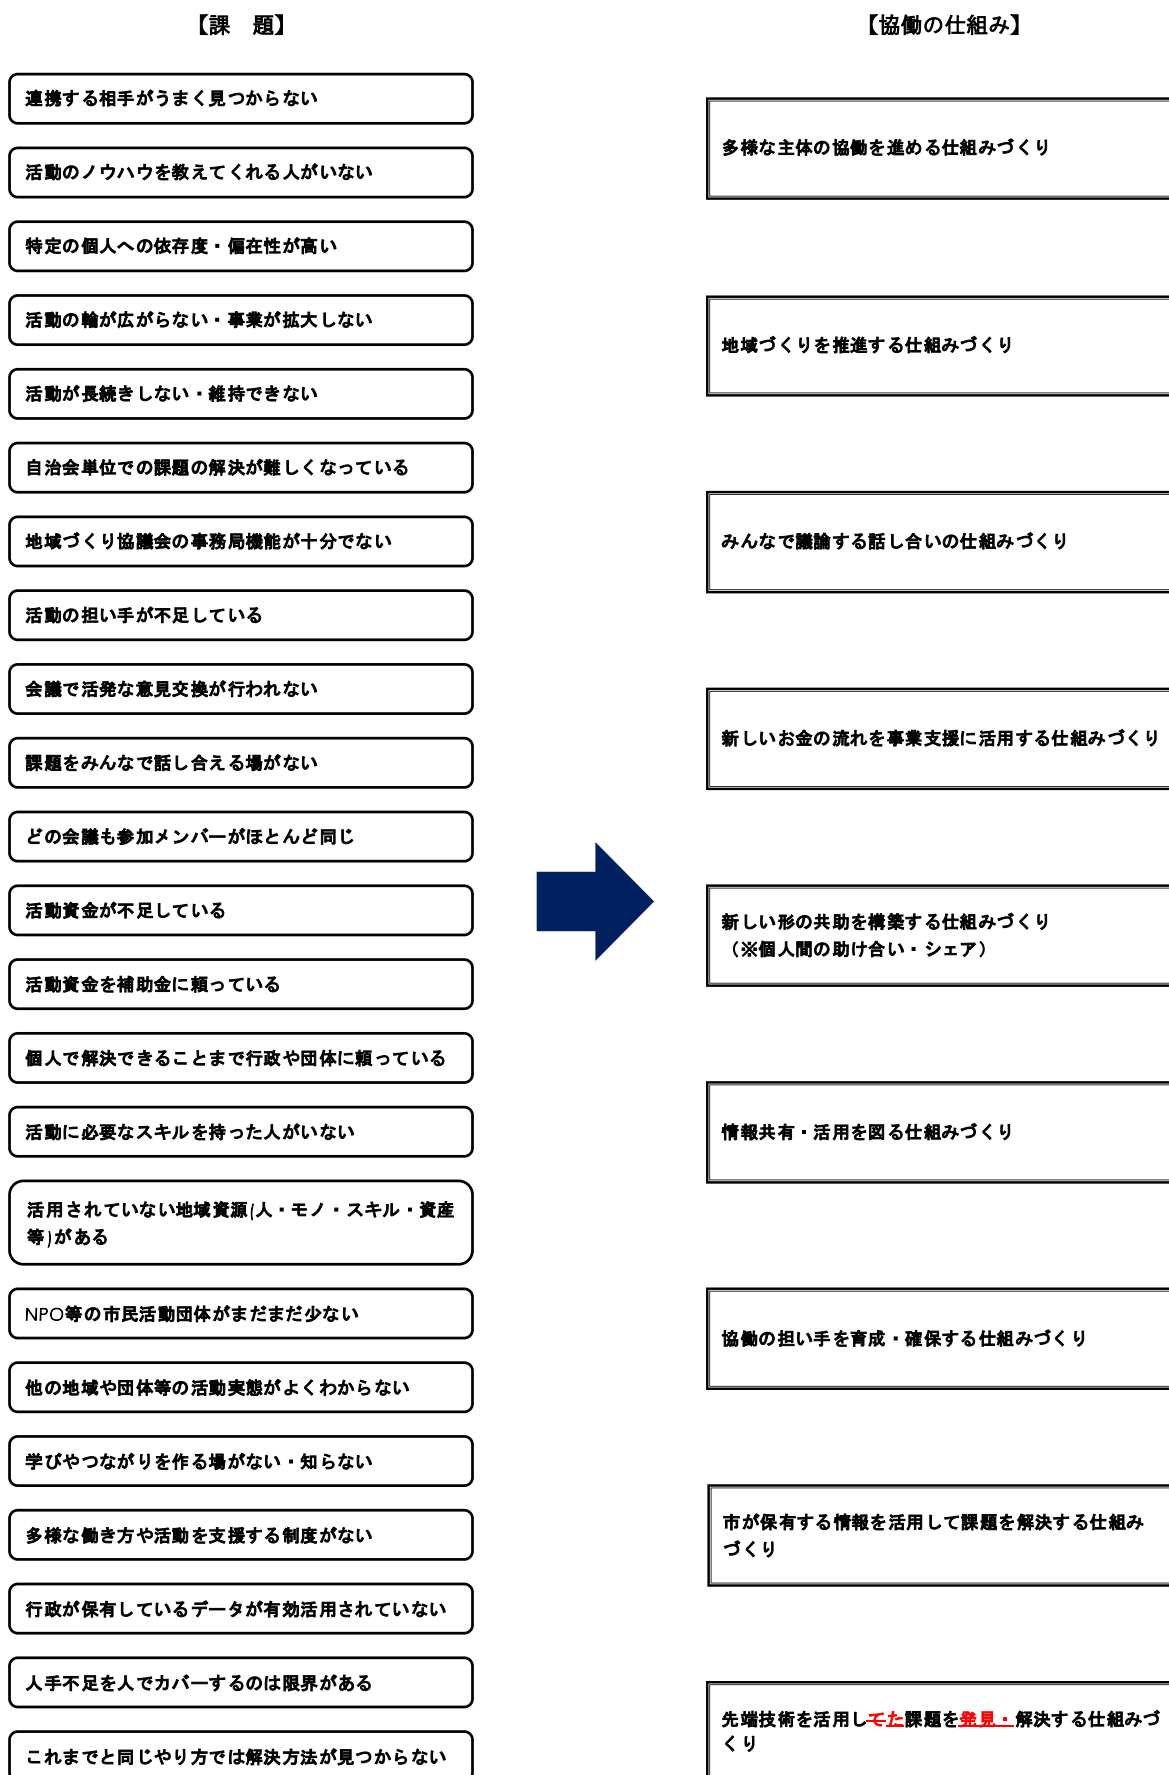 【課　題】
連携する相手がうまく見つからない
活動のノウハウを教えてくれる人がいない
特定の個人への依存度・偏在性が高い
活動の輪が広がらない・事業が拡大しない
活動が長続きしない・維持できない
自治会単位での課題の解決が難しくなっている
地域づくり協議会の事務局機能が十分でない
活動の担い手が不足している
会議で活発な意見交換が行われない
課題をみんなで話し合える場がない
どの会議も参加メンバーがほとんど同じ
活動資金が不足している
活動資金を補助金に頼っている
個人で解決できることまで行政や団体に頼っている
活動に必要なスキルを持った人がいない
活用されていない地域資源(人・モノ・スキル・資産
等)がある
NPO等の市民活動団体がまだまだ少ない
他の地域や団体等の活動実態がよくわからない
学びやつながりを作る場がない・知らない
多様な働き方や活動を支援する制度がない
行政が保有しているデータが有効活用されていない
人手不足を人でカバーするのは限界がある
これまでと同じやり方では解決方法が見つからない
【協働の仕組み】
多様な主体の協働を進める仕組みづくり
地域づくりを推進する仕組みづくり
みんなで議論する話し合いの仕組みづくり
新しいお金の流れを事業支援に活用する仕組みづくり
新しい形の共助を構築する仕組みづくり
（※個人間の助け合い・シェア）
情報共有・活用を図る仕組みづくり
協働の担い手を育成・確保する仕組みづくり
市が保有する情報を活用して課題を解決する仕組み
づくり
先端技術を活用してた課題を発見・解決する仕組みづ
くり